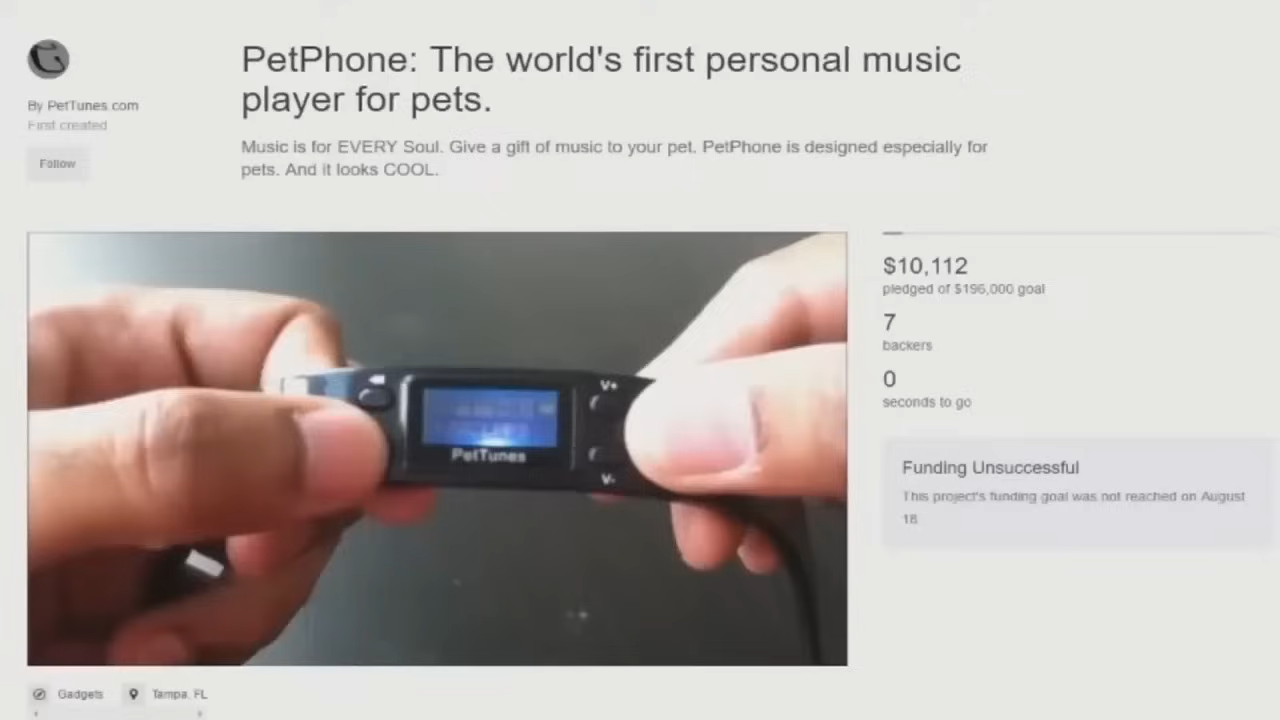 PetPhone: The world's first personal music
player for pets.
By PetTunes.com
First created
Follow
Music is for EVERY Soul. Give a gift of music to your pet. PetPhone is designed especially for
pets. And it looks COOL.
$10,112
pledged of $196,000 goal
7
backers
0
seconds to go
Funding Unsuccessful
This project's funding goal was not reached on August
18
V+
PetTunes
V-
Gadgets
Tampa, FL